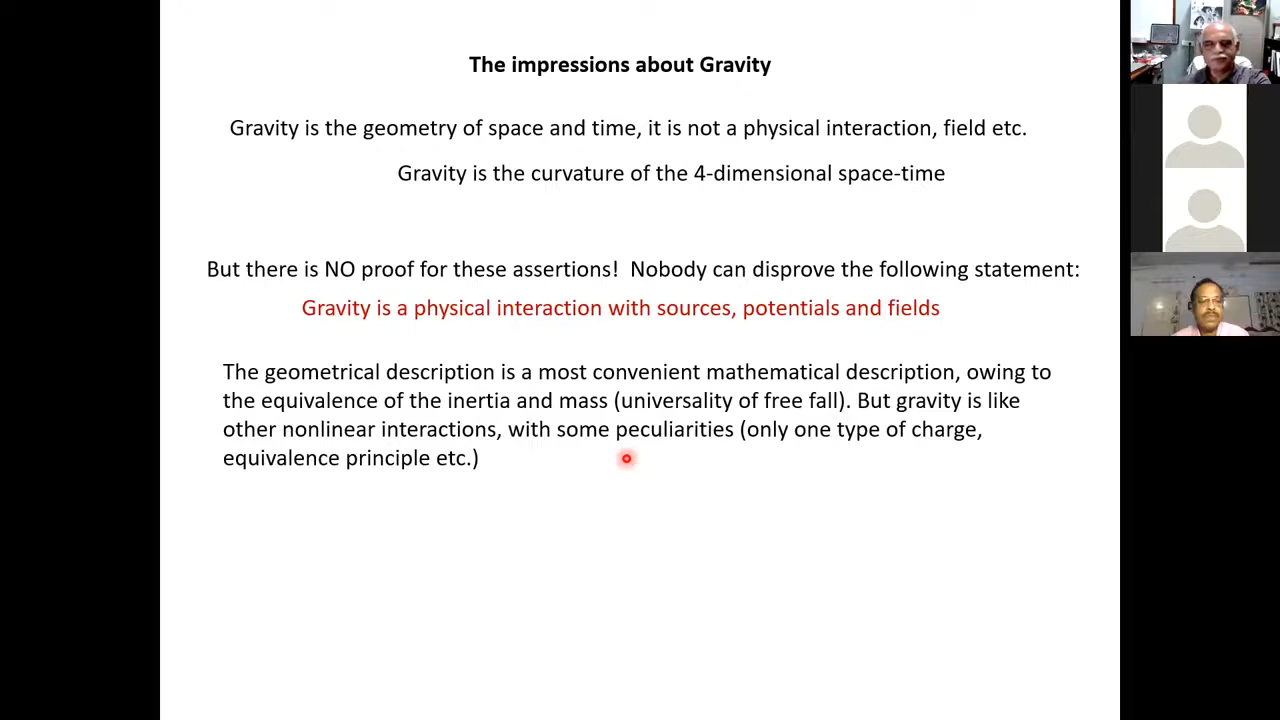 The impressions about Gravity
Gravity is the geometry of space and time, it is not a physical interaction, field etc.
Gravity is the curvature of the 4-dimensional space-time
But there is NO proof for these assertions!  Nobody can disprove the following statement:
Gravity is a physical interaction with sources, potentials and fields
The geometrical description is a most convenient mathematical description, owing to
the equivalence of the inertia and mass (universality of free fall). But gravity is like
other nonlinear interactions, with some peculiarities (only one type of charge,
equivalence principle etc.)